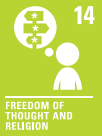 14
FREEDOM OF
THOUGHT AND
RELIGION